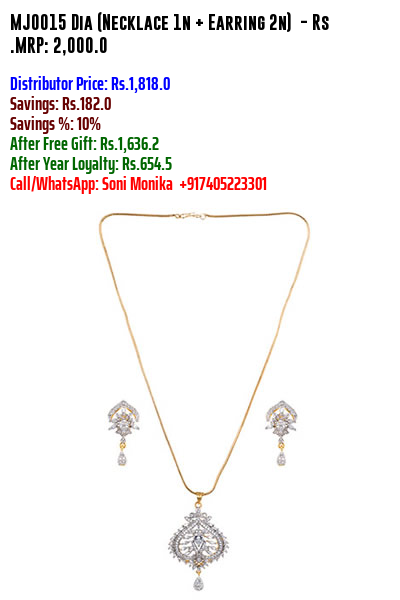 MJ0015 Dia (Necklace 1n + Earring 2n) - Rs
.MRP: 2,000.0
Distributor Price: Rs.1,818.0
Savings: Rs.182.0
Savings %: 10%
After Free Gift: Rs.1,636.2
After Year Loyalty: Rs.654.5
Call/WhatsApp: Soni Monika +917405223301